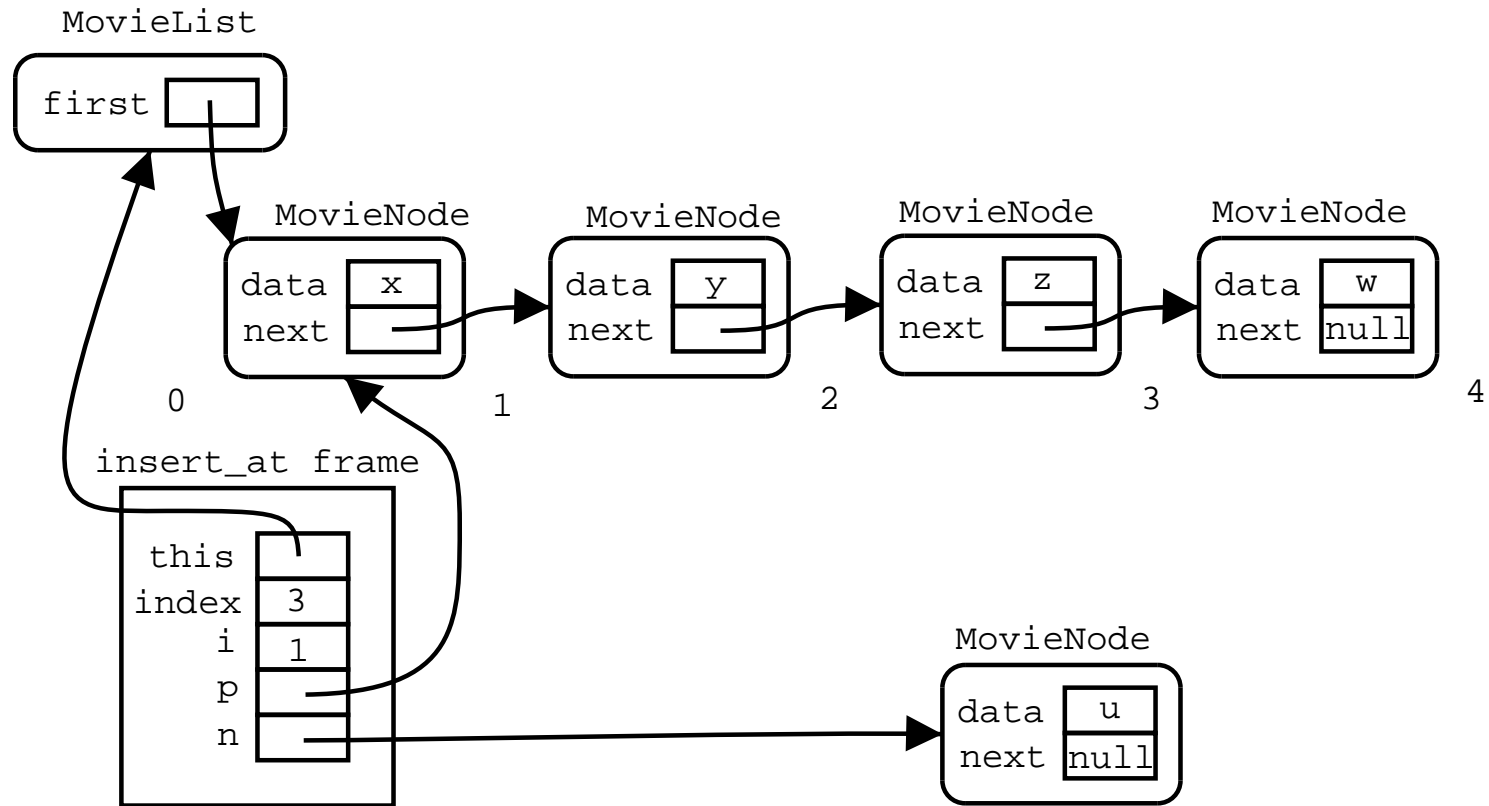 MovieList
first
MovieNode MovieNode MovieNode MovieNode
data x data y data z data w
next next next next null
0 1 2 3 4
insert_at frame
this
index 3
i 1
p
n
MovieNode
data u
next null